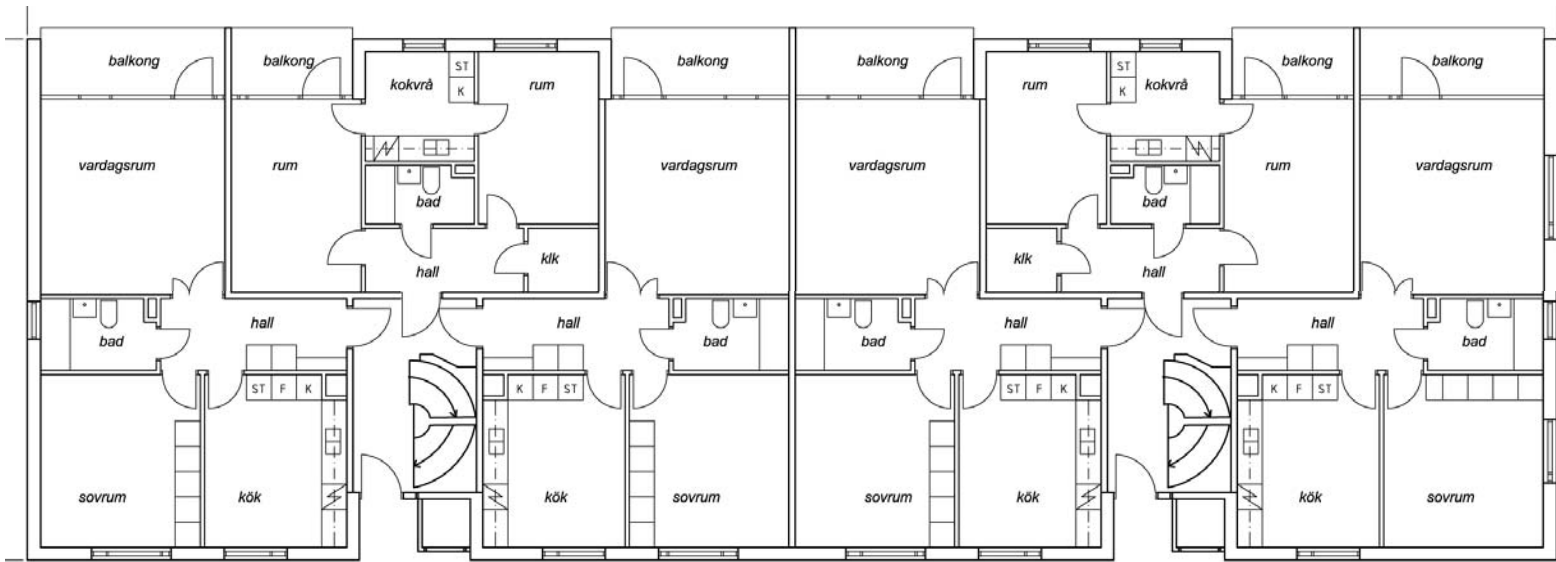 balkong
balkong
balkong
balkong
balkong
balkong
kokvrå
ST
K
rum
rum
ST
K
kokvrå
vardagsrum
rum
vardagsrum
vardagsrum
rum
vardagsrum
bad
bad
hall
klk
klk
hall
bad
hall
hall
bad
bad
hall
hall
bad
ST F K
K F ST
ST F K
K F ST
sovrum
kök
kök
sovrum
sovrum
kök
kök
sovrum